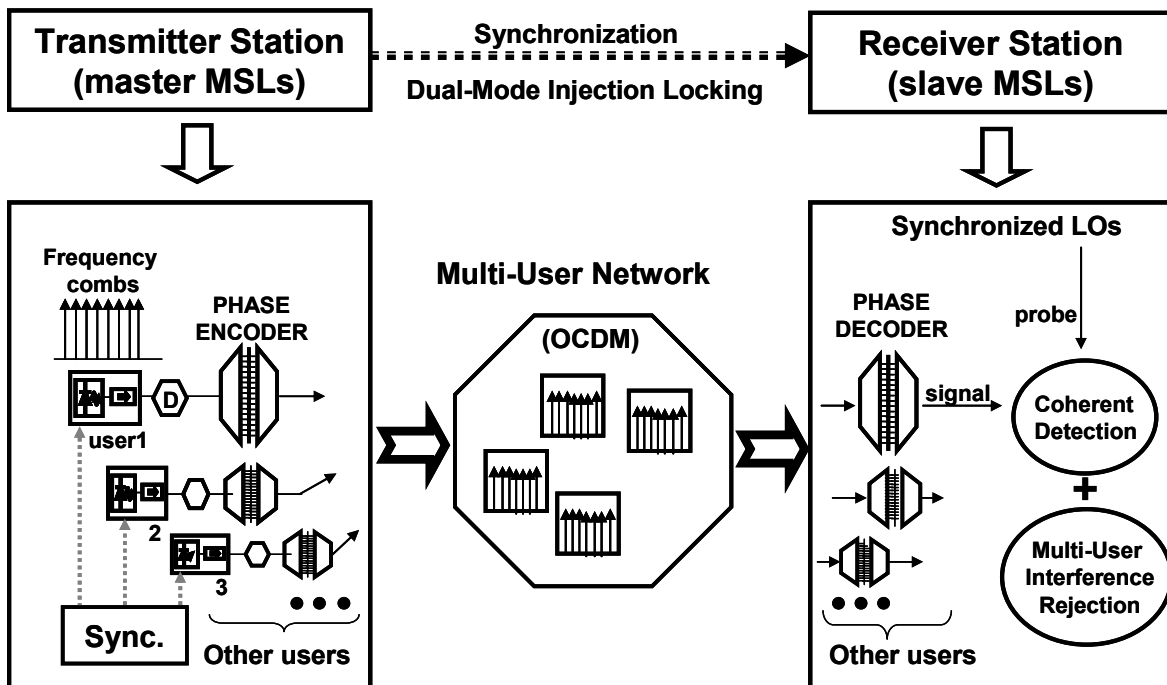 Transmitter Station
(master MSLs)
Synchronization
Dual-Mode Injection Locking
Receiver Station
(slave MSLs)
Frequency
combs
PHASE
ENCODER
D
user1
2
3
Sync.
Other users
Multi-User Network
(OCDM)
Synchronized LOs
PHASE
DECODER
probe
signal
Coherent
Detection
+
Multi-User
Interference
Rejection
Other users